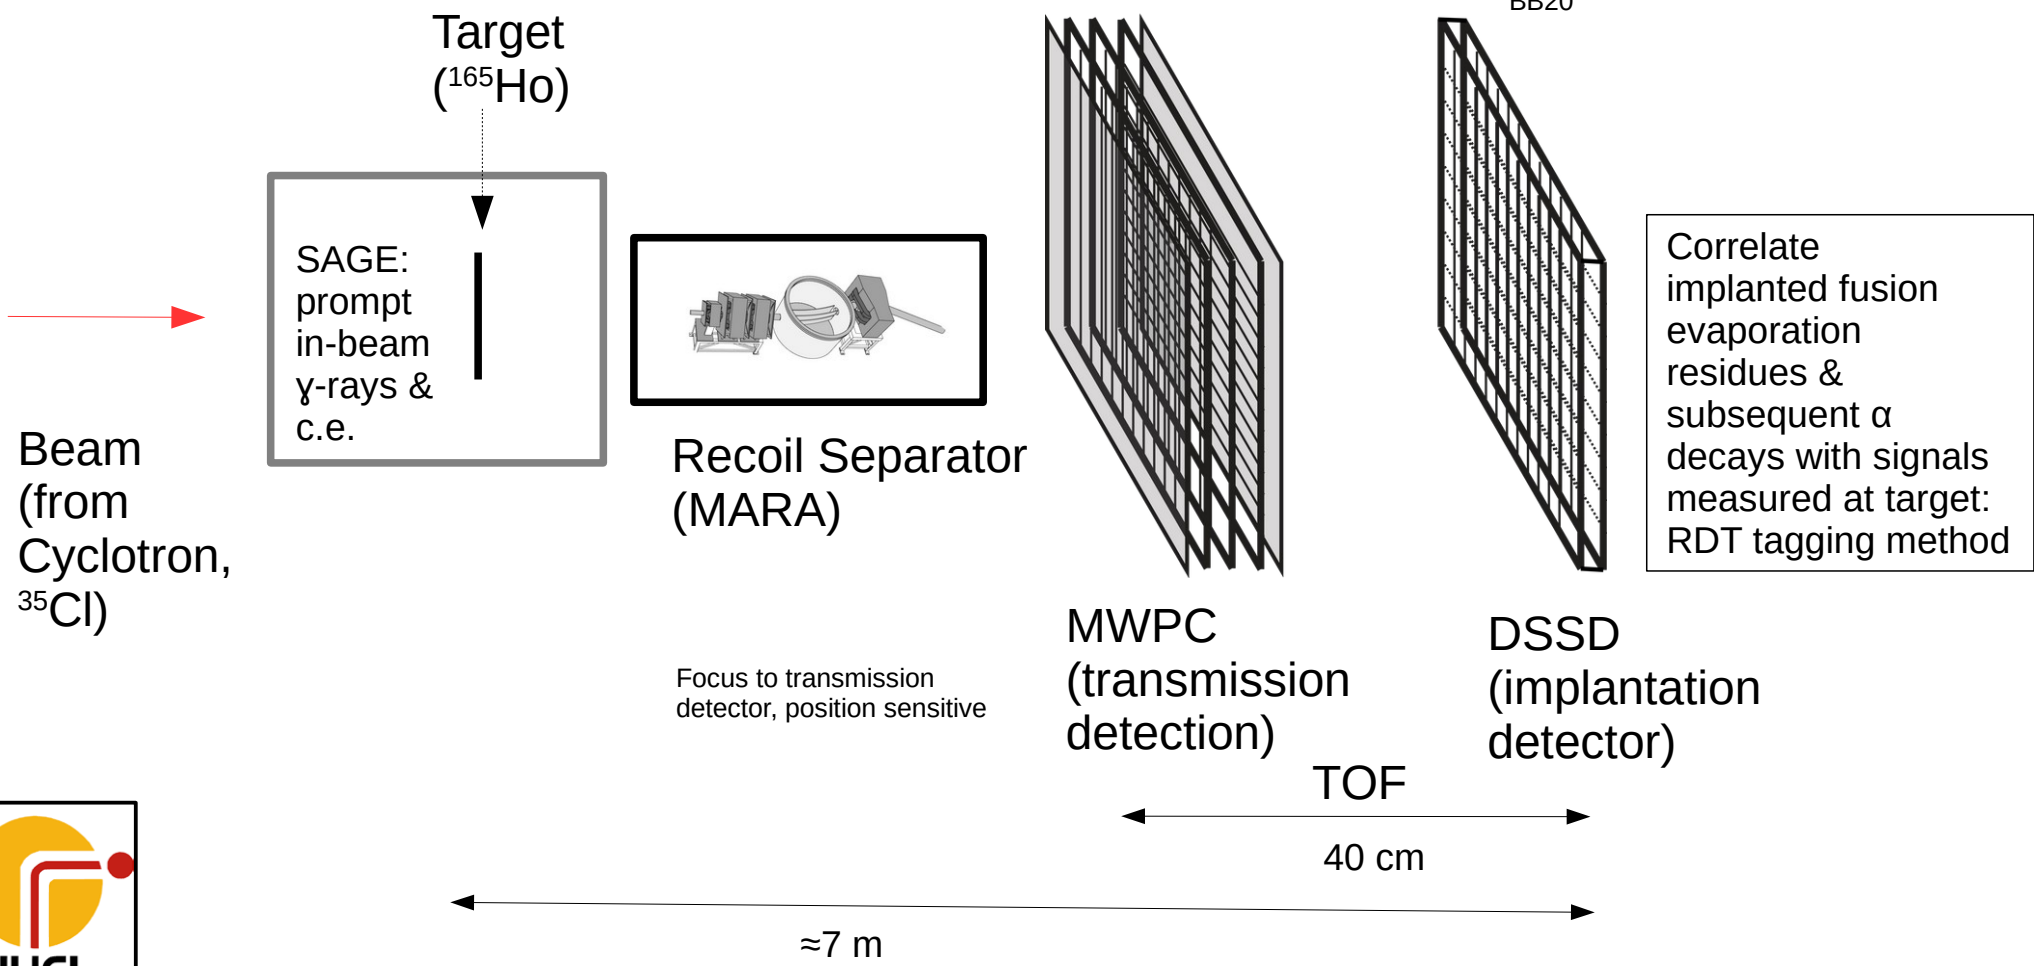 BB20
Target
(¹⁶⁵Ho)
SAGE:
prompt
in-beam
γ-rays &
c.e.
Beam
(from
Cyclotron,
³⁵Cl)
Recoil Separator
(MARA)
Focus to transmission
detector, position sensitive
MWPC
(transmission
detection)
DSSD
(implantation
detector)
Correlate
implanted fusion
evaporation
residues &
subsequent α
decays with signals
measured at target:
RDT tagging method
TOF
40 cm
≈7 m